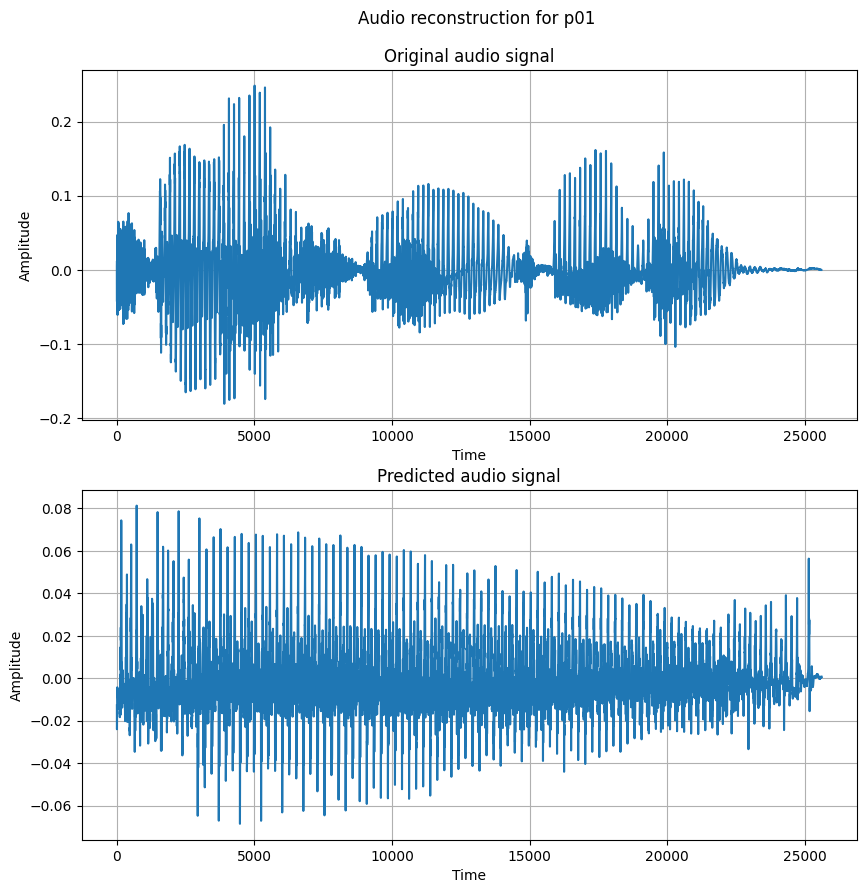 Audio reconstruction for p01
Original audio signal
Amplitude
0.2
0.1
0.0
−0.1
−0.2
0 5000 10000 15000 20000 25000
Time
Predicted audio signal
Amplitude
0.08
0.06
0.04
0.02
0.00
−0.02
−0.04
−0.06
0 5000 10000 15000 20000 25000
Time